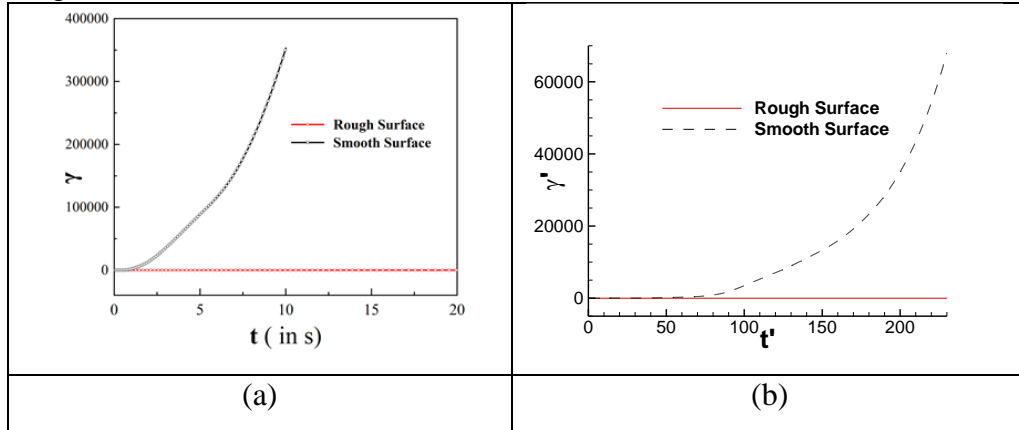 400000
300000
200000
100000
0
γ
Rough Surface
Smooth Surface
0 5 10 15 20
t ( in s)
(a)
60000
40000
20000
0
γ'
Rough Surface
Smooth Surface
0 50 100 150 200
t'
(b)